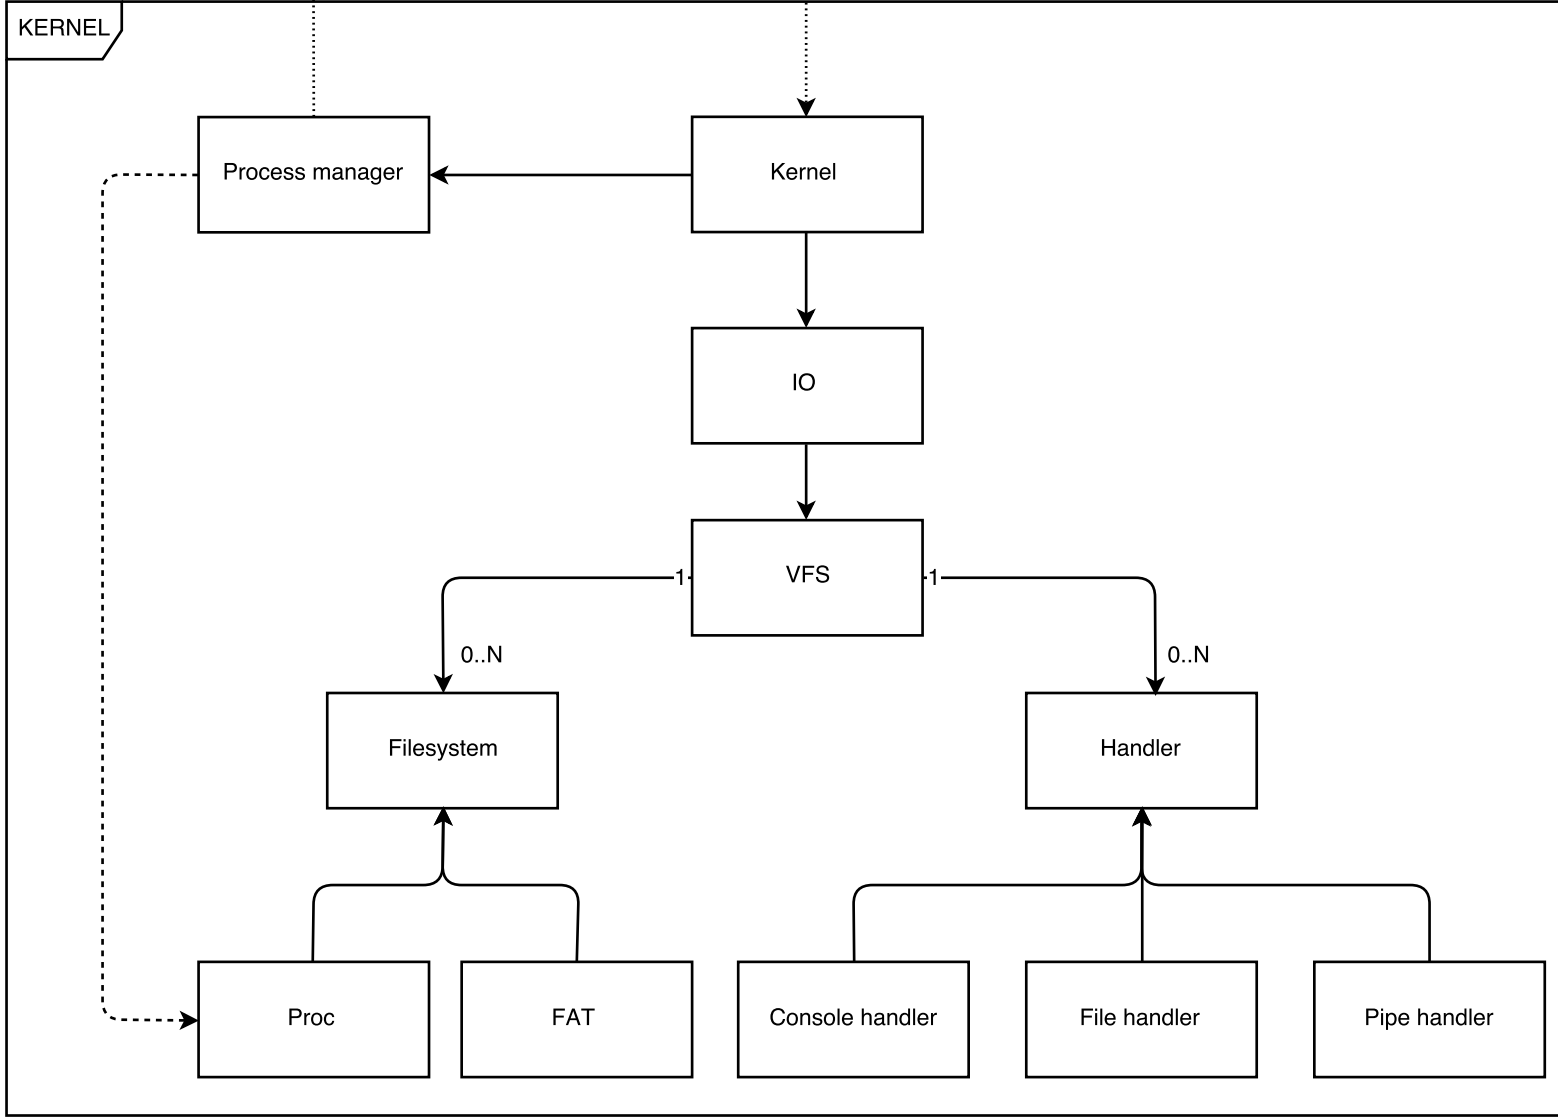 KERNEL
Process manager
Kernel
IO
VFS
1
1
0..N
0..N
Filesystem
Handler
Proc
FAT
Console handler
File handler
Pipe handler